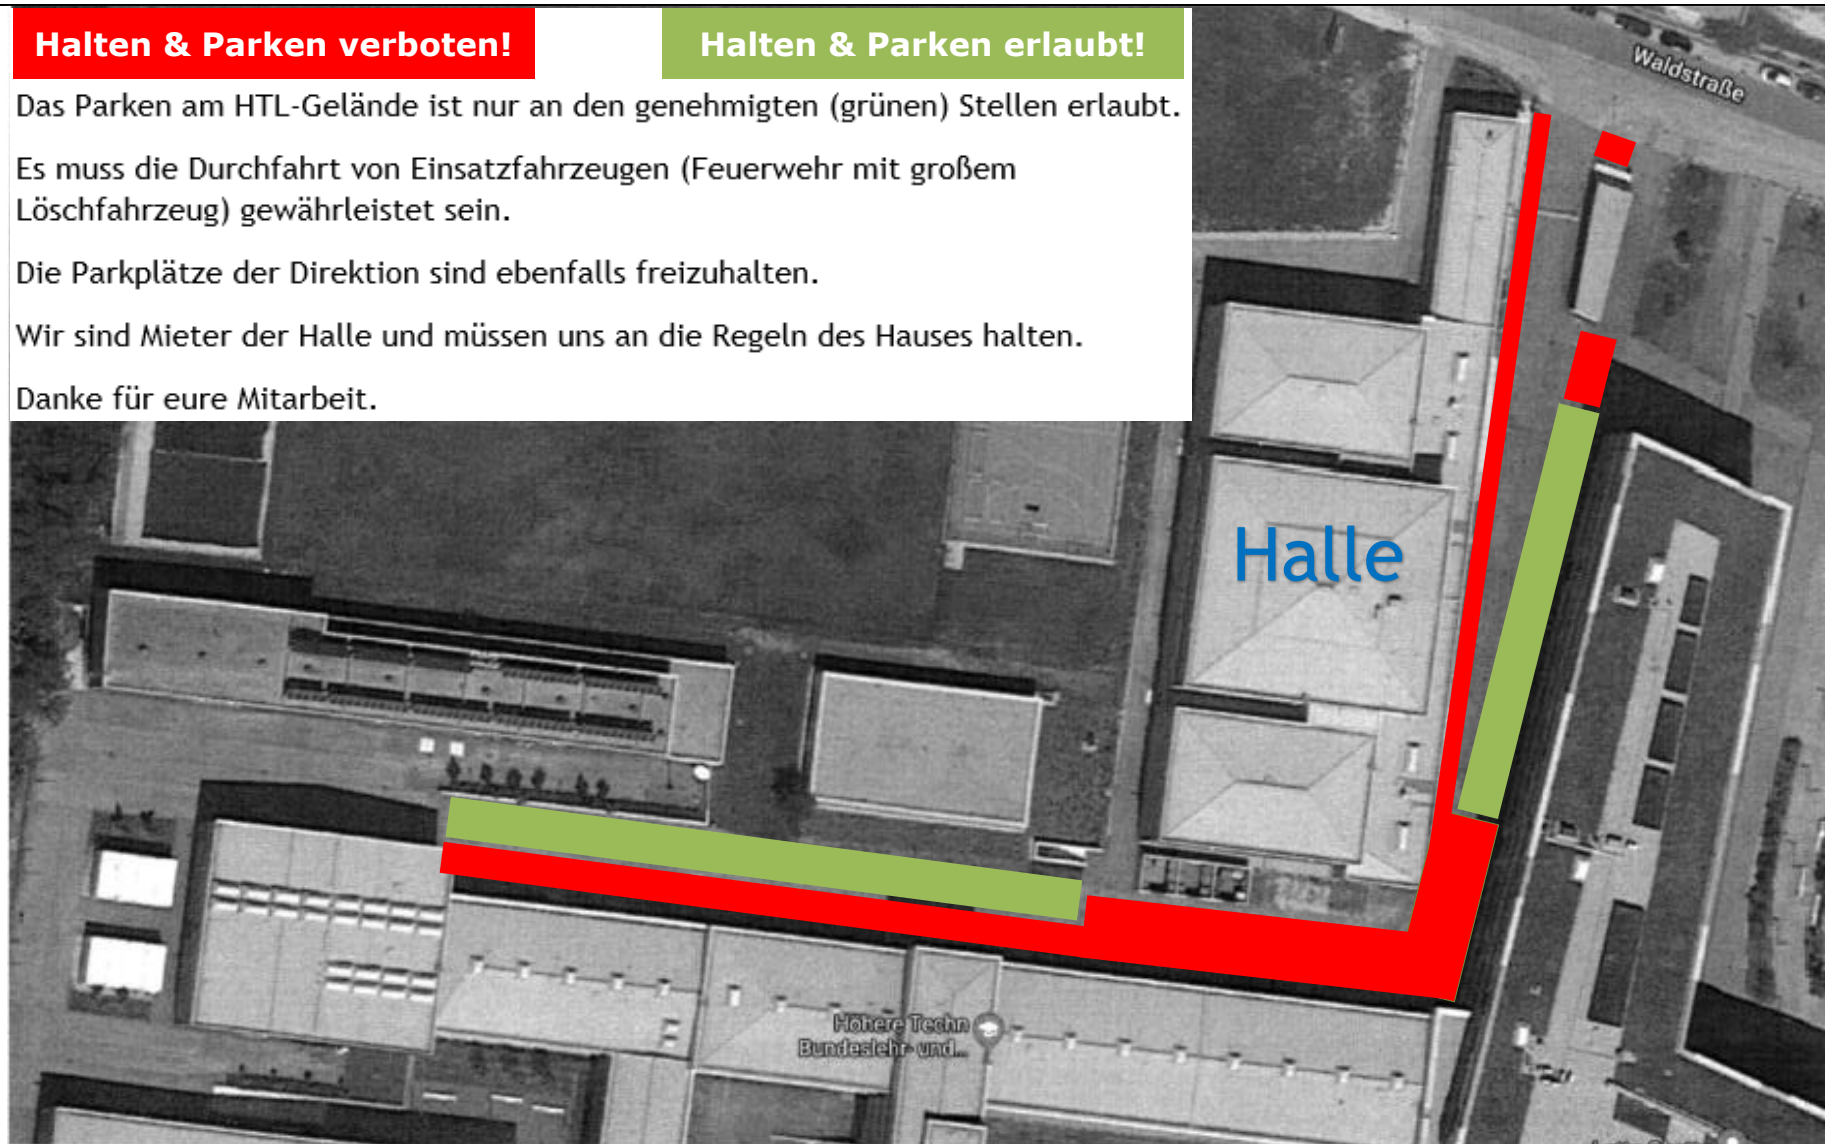 Halten & Parken verboten!
Halten & Parken erlaubt!
Das Parken am HTL-Gelände ist nur an den genehmigten (grünen) Stellen erlaubt.
Es muss die Durchfahrt von Einsatzfahrzeugen (Feuerwehr mit großem
Löschfahrzeug) gewährleistet sein.
Die Parkplätze der Direktion sind ebenfalls freizuhalten.
Wir sind Mieter der Halle und müssen uns an die Regeln des Hauses halten.
Danke für eure Mitarbeit.
Waldstraße
Halle
Höhere Techn
Bundeslehr- und...